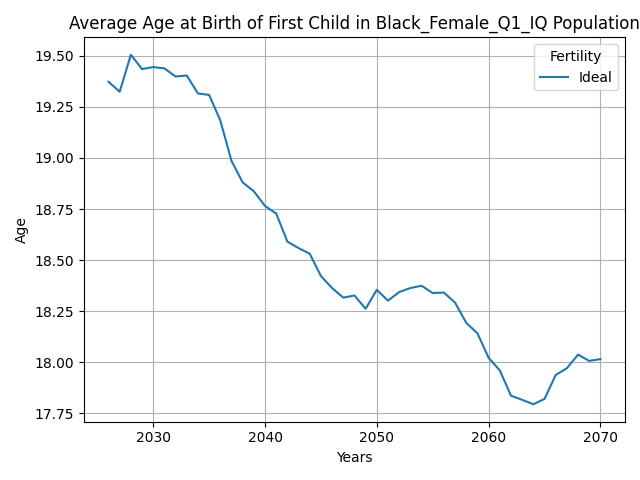 Average Age at Birth of First Child in Black_Female_Q1_IQ Population
Fertility
Ideal
19.50
19.25
19.00
18.75
18.50
18.25
18.00
17.75
Age
2030 2040 2050 2060 2070
Years